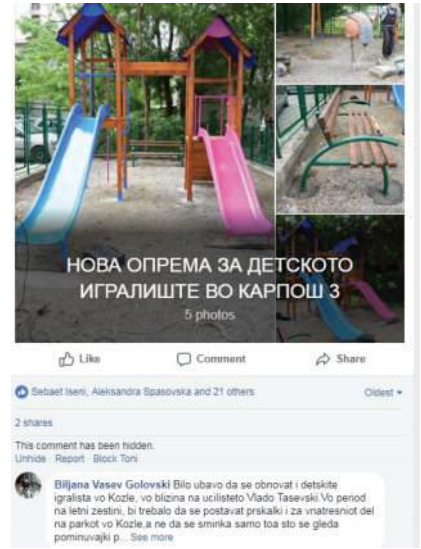 НОВА ОПРЕМА ЗА ДЕТСКОТО
ИГРАЛИШТЕ ВО КАРПОШ 3
5 photos
Like Comment Share
Sebaet Iseni, Aleksandra Spasovska and 21 others Oldest
2 shares
This comment has been hidden.
Unhide · Report · Block Toni
Biljana Vasev Golovski Bilo ubavo da se obnovat i detskite
igralista vo Kozle, vo blizina na uciliseto Vlado Tasevski.Vo period
na letni zestini, bi trebalo da se postavat prskalki i za vnatresniot del
na parkot vo Kozle,a ne da se sminka samo toa sto se gleda
pominuvajki p... See more